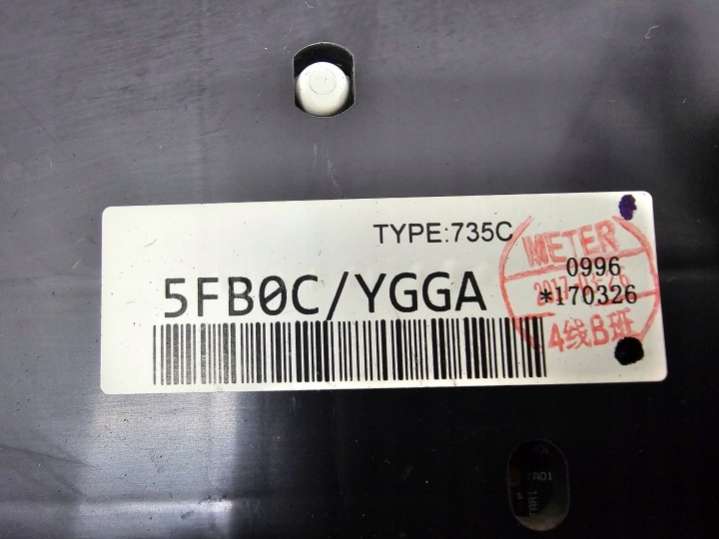 TYPE:735C
5FB0C/YGGA
METER
0996
*170326
4线B班